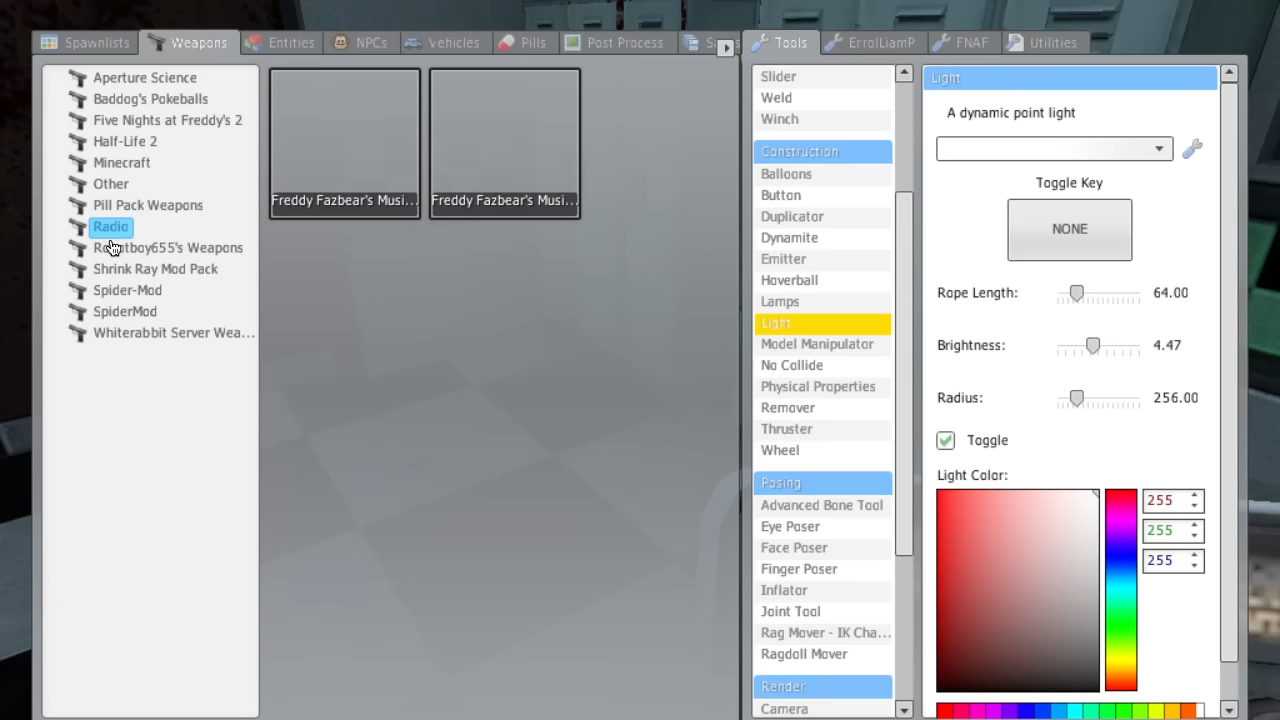 Spawnlists
Weapons
Entities
NPCs
Vehicles
Pills
Post Process
Tools
ErrolLiamP
FNAF
Utilities
Aperture Science
Baddog's Pokeballs
Five Nights at Freddy's 2
Half-Life 2
Minecraft
Other
Pill Pack Weapons
Radio
Shrink Ray Mod Pack
Spider-Mod
SpiderMod
Whiterabbit Server Wea...
Freddy Fazbear's Musi...
Freddy Fazbear's Musi...
Slider
Weld
Winch
Construction
Balloons
Button
Duplicator
Dynamite
Emitter
Hoverball
Lamps
Light
Model Manipulator
No Collide
Physical Properties
Remover
Thruster
Wheel
Posing
Advanced Bone Tool
Eye Poser
Face Poser
Finger Poser
Inflator
Joint Tool
Rag Mover - IK Cha...
Ragdoll Mover
Render
Camera
Light
A dynamic point light
Toggle Key
NONE
Rope Length: 64.00
Brightness: 4.47
Radius: 256.00
Toggle
Light Color:
255
255
255